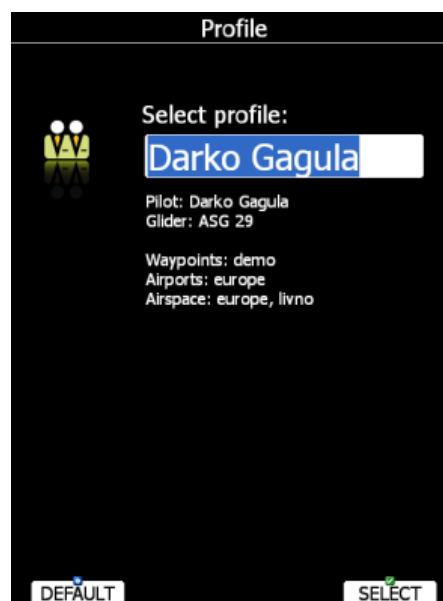 Profile
Select profile:
Darko Gagula
Pilot: Darko Gagula
Glider: ASG 29
Waypoints: demo
Airports: europe
Airspace: europe, livno
DEFAULT
SELECT